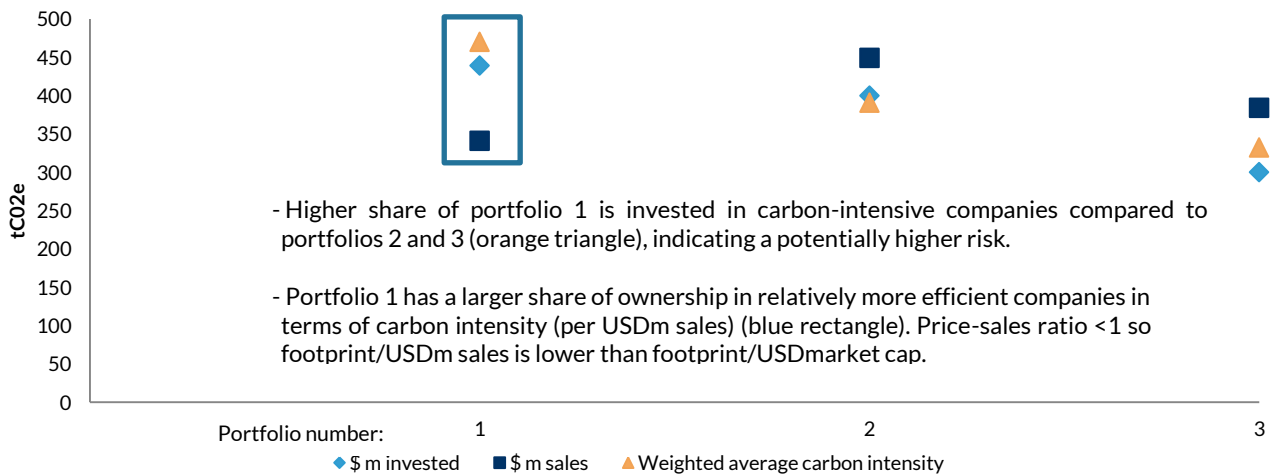 500
450
400
350
300
250
200
150
100
50
0
tC02e
- Higher share of portfolio 1 is invested in carbon-intensive companies compared to
portfolios 2 and 3 (orange triangle), indicating a potentially higher risk.
- Portfolio 1 has a larger share of ownership in relatively more efficient companies in
terms of carbon intensity (per USDm sales) (blue rectangle). Price-sales ratio <1 so
footprint/USDm sales is lower than footprint/USDmarket cap.
Portfolio number: 1 2 3
$ m invested $ m sales Weighted average carbon intensity